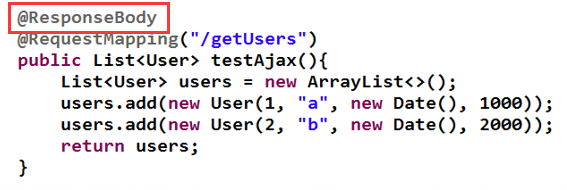 @ResponseBody
@RequestMapping("/getUsers")
public List<User> testAjax(){
    List<User> users = new ArrayList<>();
    users.add(new User(1, "a", new Date(), 1000));
    users.add(new User(2, "b", new Date(), 2000));
    return users;
}